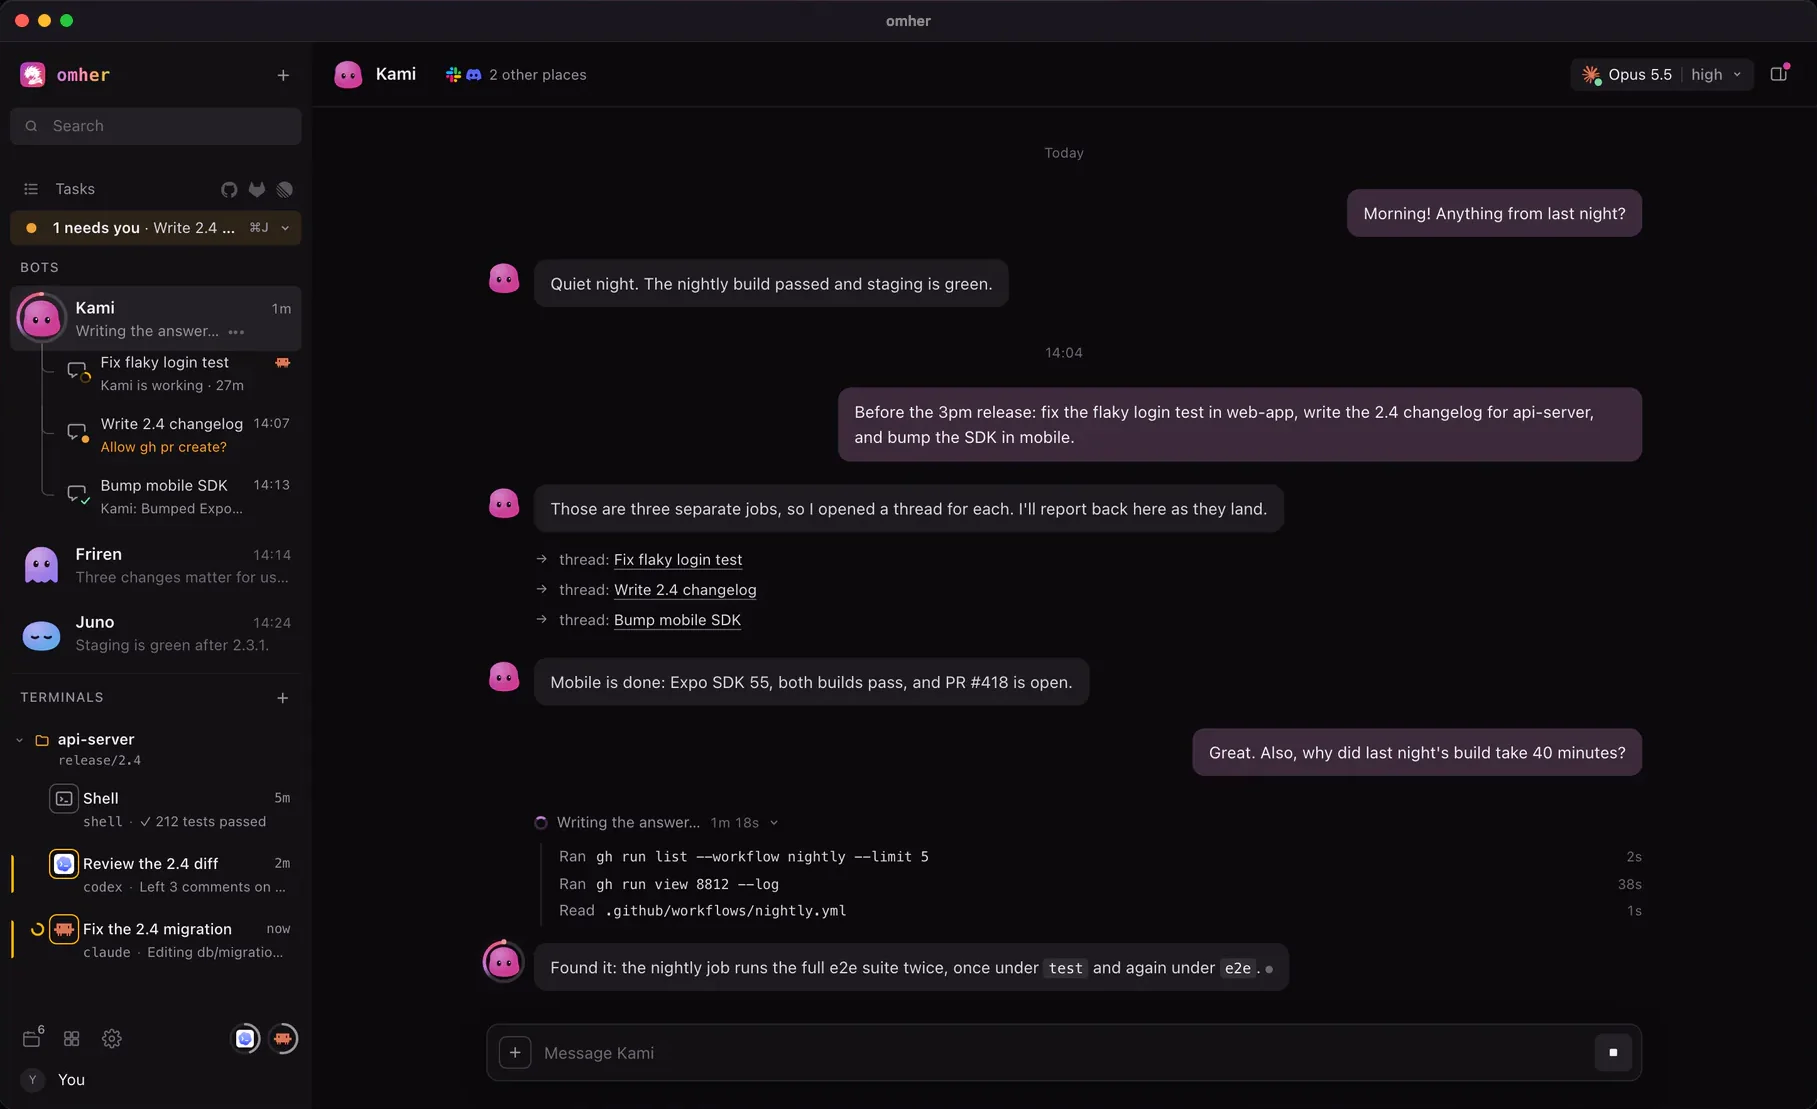 omher
omher
Search
Tasks
1 needs you · Write 2.4 ... ⌘J
BOTS
Kami 1m
Writing the answer...
Fix flaky login test
Kami is working · 27m
Write 2.4 changelog 14:07
Allow gh pr create?
Bump mobile SDK 14:13
Kami: Bumped Expo...
Friren 14:14
Three changes matter for us...
Juno 14:24
Staging is green after 2.3.1.
TERMINALS
api-server
release/2.4
Shell 5m
shell · ✓ 212 tests passed
Review the 2.4 diff 2m
codex · Left 3 comments on ...
Fix the 2.4 migration now
claude · Editing db/migratio...
6
Y You
Kami 2 other places
Opus 5.5 high
Today
Morning! Anything from last night?
Quiet night. The nightly build passed and staging is green.
14:04
Before the 3pm release: fix the flaky login test in web-app, write the 2.4 changelog for api-server,
and bump the SDK in mobile.
Those are three separate jobs, so I opened a thread for each. I'll report back here as they land.
→ thread: Fix flaky login test
→ thread: Write 2.4 changelog
→ thread: Bump mobile SDK
Mobile is done: Expo SDK 55, both builds pass, and PR #418 is open.
Great. Also, why did last night's build take 40 minutes?
Writing the answer... 1m 18s
Ran gh run list --workflow nightly --limit 5 2s
Ran gh run view 8812 --log 38s
Read .github/workflows/nightly.yml 1s
Found it: the nightly job runs the full e2e suite twice, once under test and again under e2e.
Message Kami